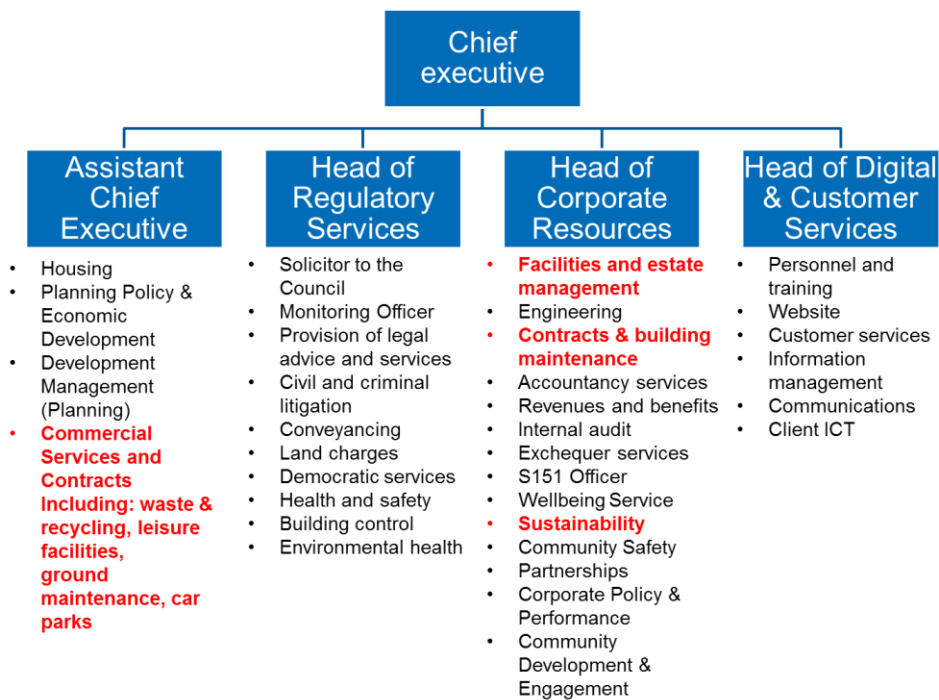 Chief
executive
Assistant
Chief
Executive
• Housing
• Planning Policy &
Economic
Development
• Development
Management
(Planning)
• Commercial
Services and
Contracts
Including: waste &
recycling, leisure
facilities,
ground
maintenance, car
parks
Head of
Regulatory
Services
• Solicitor to the
Council
• Monitoring Officer
• Provision of legal
advice and services
• Civil and criminal
litigation
• Conveyancing
• Land charges
• Democratic services
• Health and safety
• Building control
• Environmental health
Head of
Corporate
Resources
• Facilities and estate
management
• Engineering
• Contracts & building
maintenance
• Accountancy services
• Revenues and benefits
• Internal audit
• Exchequer services
• S151 Officer
• Wellbeing Service
• Sustainability
• Community Safety
• Partnerships
• Corporate Policy &
Performance
• Community
Development &
Engagement
Head of Digital
& Customer
Services
• Personnel and
training
• Website
• Customer services
• Information
management
• Communications
• Client ICT